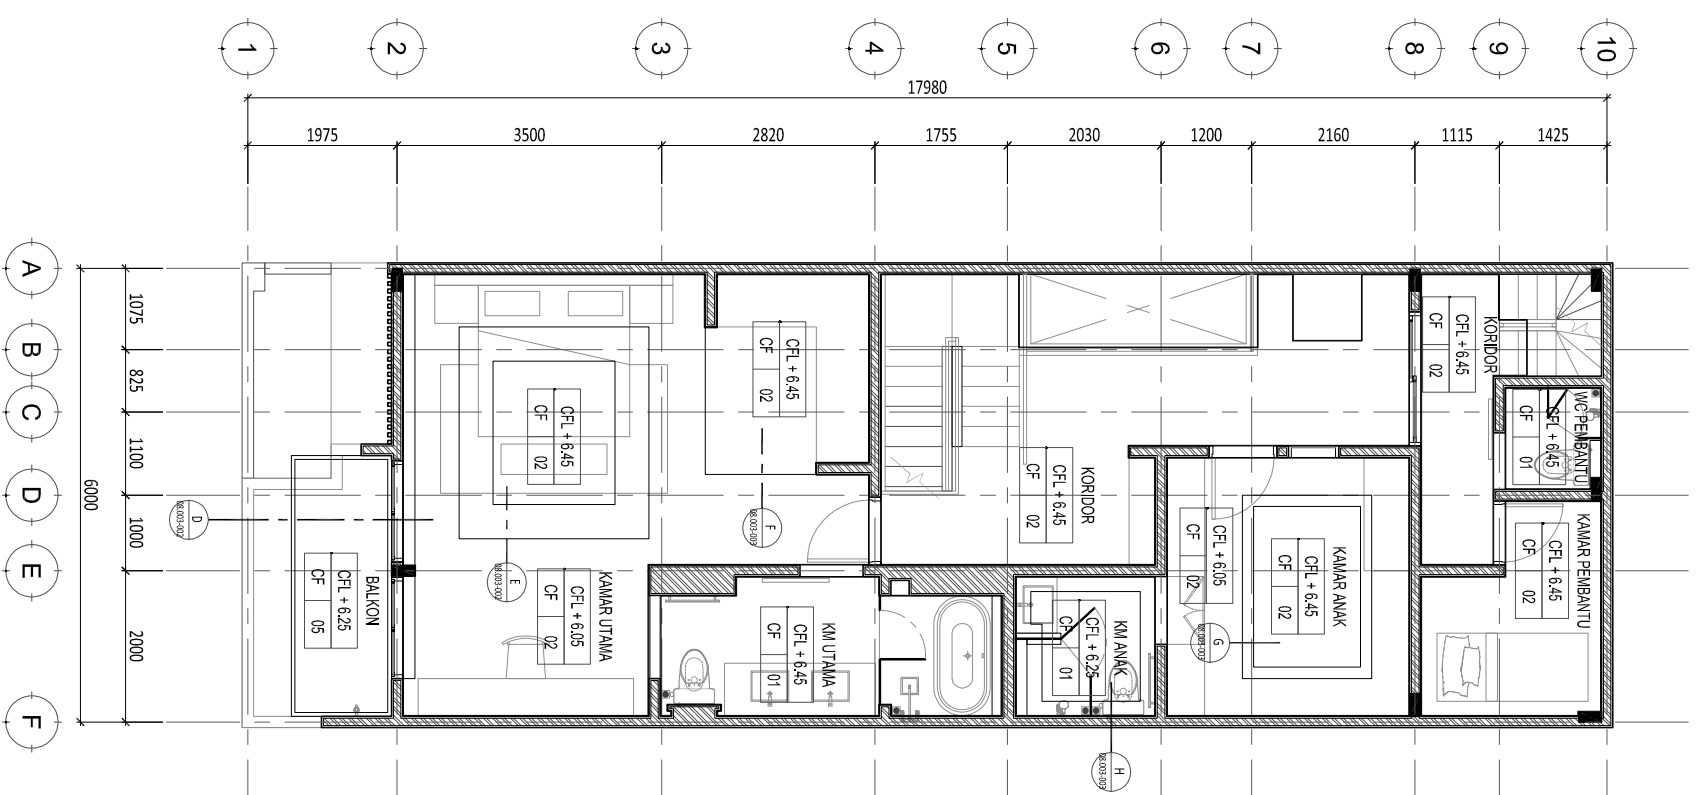 1
2
3
4
5
6
7
8
9
10
17980
1975
3500
2820
1755
2030
1200
2160
1115
1425
A
B
C
D
E
F
1075
825
1100
1000
2000
6000
CFL + 6.45
CF
02
CFL + 6.45
CF
02
KAMAR UTAMA
CFL + 6.05
CF
02
BALKON
CFL + 6.25
CF
05
KM UTAMA
CFL + 6.45
CF
01
KORIDOR
CFL + 6.45
CF
02
KM ANAK
CFL + 6.25
CF
01
CFL + 6.05
CF
02
KAMAR ANAK
CFL + 6.45
CF
02
KORIDOR
CFL + 6.45
CF
02
WC PEMBANTU
CFL + 6.45
CF
01
KAMAR PEMBANTU
CFL + 6.45
CF
02
D
E
F
G
H